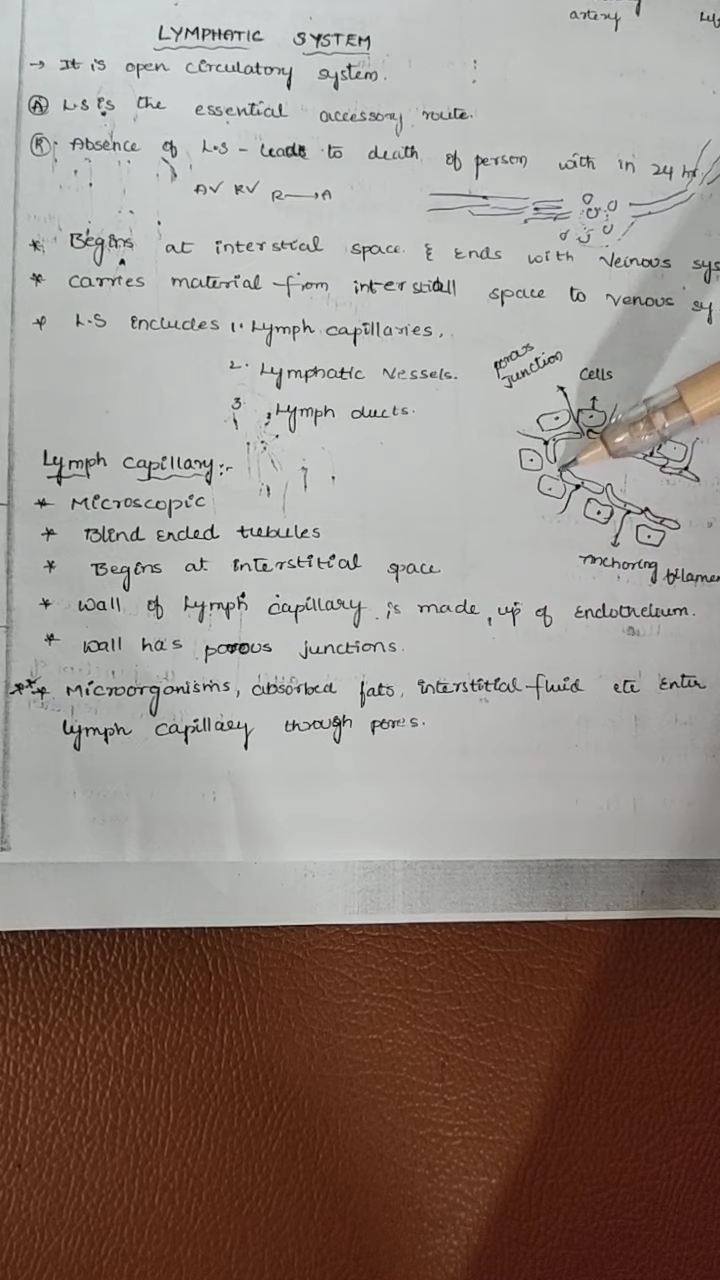 artery
LYMPHATIC SYSTEM
→ It is open circulatory system.
(A) L.S is the essential accessory route.
(R): Absence of L.S - leads to death of person with in 24 hr.
AV RV R→A
* Begins at interstial space & Ends with Veinous sys
* carries material from interstitial space to venous sy
* L.S includes 1. Lymph capillaries.
2. Lymphatic Vessels.
3. Lymph ducts.
porous junction
cells
Lymph capillary:-
* Microscopic
* Blind Ended tubules
* Begins at interstitial space
Anchoring filamen
* Wall of Lymph capillary is made up of Endotheleum.
* Wall has porous junctions.
*** Microorganisms, absorbed fats, interstitial fluid etc Enter
lymph capillary through pores.